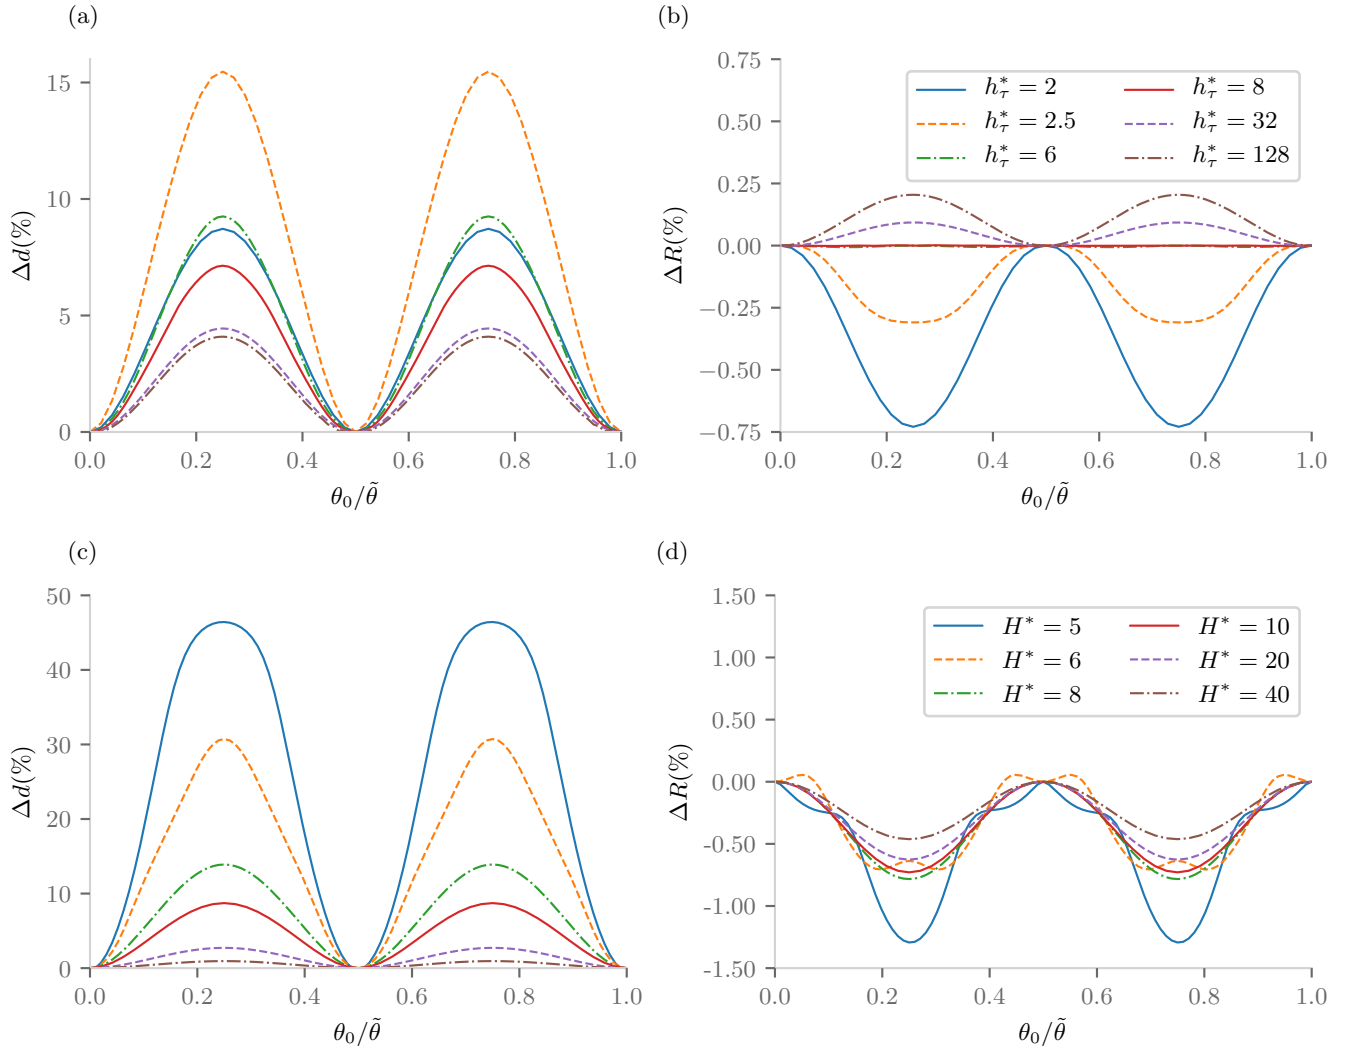 (a)
15
10
5
0
Δd(%)
0.0 0.2 0.4 0.6 0.8 1.0
θ₀/θ̃
(b)
0.75
0.50
0.25
0.00
−0.25
−0.50
−0.75
ΔR(%)
h*τ = 2
h*τ = 2.5
h*τ = 6
h*τ = 8
h*τ = 32
h*τ = 128
0.0 0.2 0.4 0.6 0.8 1.0
θ₀/θ̃
(c)
50
40
30
20
10
0
Δd(%)
0.0 0.2 0.4 0.6 0.8 1.0
θ₀/θ̃
(d)
1.50
1.00
0.50
0.00
-0.50
-1.00
-1.50
ΔR(%)
H* = 5
H* = 6
H* = 8
H* = 10
H* = 20
H* = 40
0.0 0.2 0.4 0.6 0.8 1.0
θ₀/θ̃